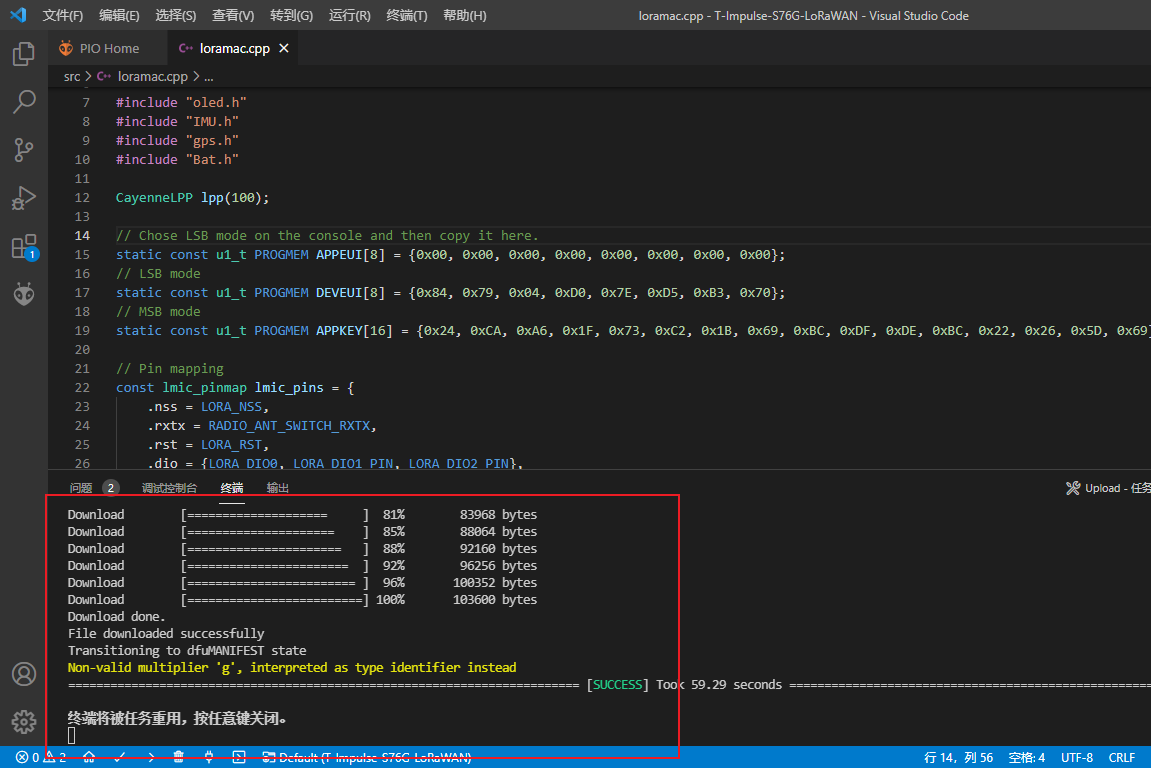 文件(F) 编辑(E) 选择(S) 查看(V) 转到(G) 运行(R) 终端(T) 帮助(H) loramac.cpp - T-Impulse-S76G-LoRaWAN - Visual Studio Code
PIO Home loramac.cpp
src > loramac.cpp > ...
7 #include "oled.h"
8 #include "IMU.h"
9 #include "gps.h"
10 #include "Bat.h"
11
12 CayenneLPP lpp(100);
13
14 // Chose LSB mode on the console and then copy it here.
15 static const u1_t PROGMEM APPEUI[8] = {0x00, 0x00, 0x00, 0x00, 0x00, 0x00, 0x00, 0x00};
16 // LSB mode
17 static const u1_t PROGMEM DEVEUI[8] = {0x84, 0x79, 0x04, 0xD0, 0x7E, 0xD5, 0xB3, 0x70};
18 // MSB mode
19 static const u1_t PROGMEM APPKEY[16] = {0x24, 0xCA, 0xA6, 0x1F, 0x73, 0xC2, 0x1B, 0x69, 0xBC, 0xDF, 0xDE, 0xBC, 0x22, 0x26, 0x5D, 0x69}
20
21 // Pin mapping
22 const lmic_pinmap lmic_pins = {
23 .nss = LORA_NSS,
24 .rxtx = RADIO_ANT_SWITCH_RXTX,
25 .rst = LORA_RST,
26 .dio = {LORA_DIO0, LORA_DIO1_PIN, LORA_DIO2_PIN},
问题 2 调试控制台 终端 输出 Upload - 任务
1
Download [==================== ] 81% 83968 bytes
Download [===================== ] 85% 88064 bytes
Download [====================== ] 88% 92160 bytes
Download [======================= ] 92% 96256 bytes
Download [======================== ] 96% 100352 bytes
Download [=========================] 100% 103600 bytes
Download done.
File downloaded successfully
Transitioning to dfuMANIFEST state
Non-valid multiplier 'g', interpreted as type identifier instead
========================================================================= [SUCCESS] Took 59.29 seconds ====================================================
终端将被任务重用，按任意键关闭。
0 2 Default (T-Impulse-S76G-LoRaWAN) 行 14，列 56 空格: 4 UTF-8 CRLF